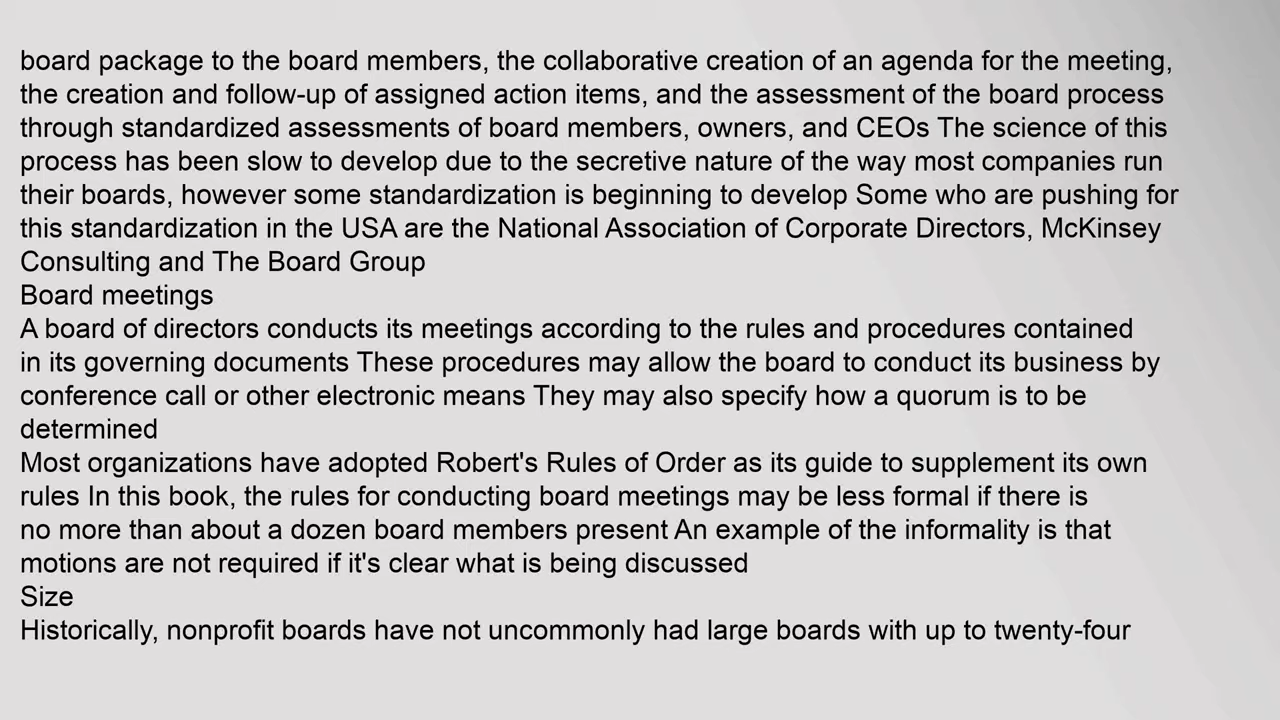 board package to the board members, the collaborative creation of an agenda for the meeting,
the creation and follow-up of assigned action items, and the assessment of the board process
through standardized assessments of board members, owners, and CEOs The science of this
process has been slow to develop due to the secretive nature of the way most companies run
their boards, however some standardization is beginning to develop Some who are pushing for
this standardization in the USA are the National Association of Corporate Directors, McKinsey
Consulting and The Board Group
Board meetings
A board of directors conducts its meetings according to the rules and procedures contained
in its governing documents These procedures may allow the board to conduct its business by
conference call or other electronic means They may also specify how a quorum is to be
determined
Most organizations have adopted Robert's Rules of Order as its guide to supplement its own
rules In this book, the rules for conducting board meetings may be less formal if there is
no more than about a dozen board members present An example of the informality is that
motions are not required if it's clear what is being discussed
Size
Historically, nonprofit boards have not uncommonly had large boards with up to twenty-four